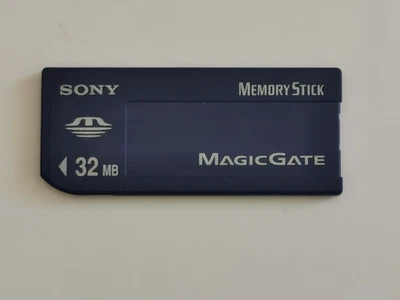 SONY
MEMORY STICK
MAGICGATE
32 MB